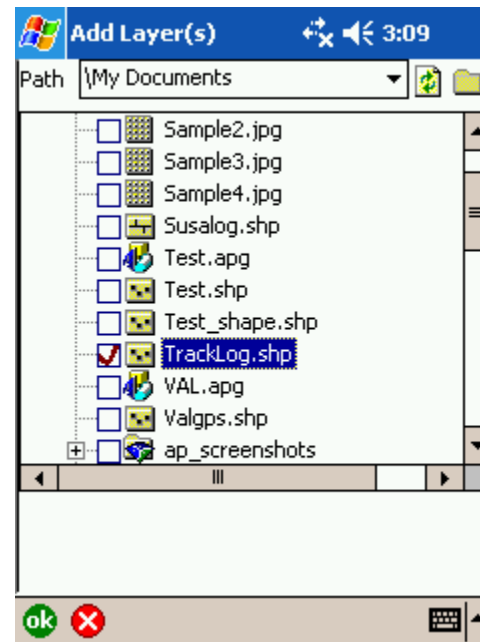 Add Layer(s) 3:09
Path \My Documents
Sample2.jpg
Sample3.jpg
Sample4.jpg
Susalog.shp
Test.apg
Test.shp
Test_shape.shp
TrackLog.shp
VAL.apg
Valgps.shp
ap_screenshots
ok